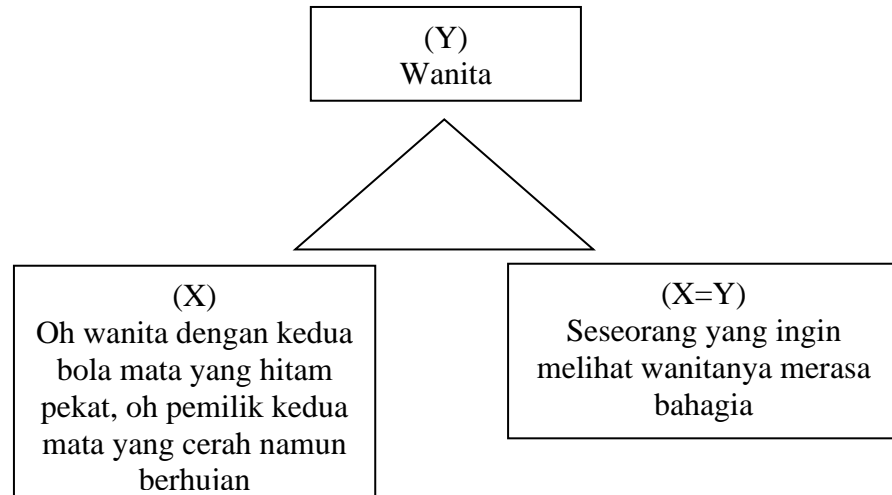 (Y)
Wanita
(X)
Oh wanita dengan kedua
bola mata yang hitam
pekat, oh pemilik kedua
mata yang cerah namun
berhujan
(X=Y)
Seseorang yang ingin
melihat wanitanya merasa
bahagia